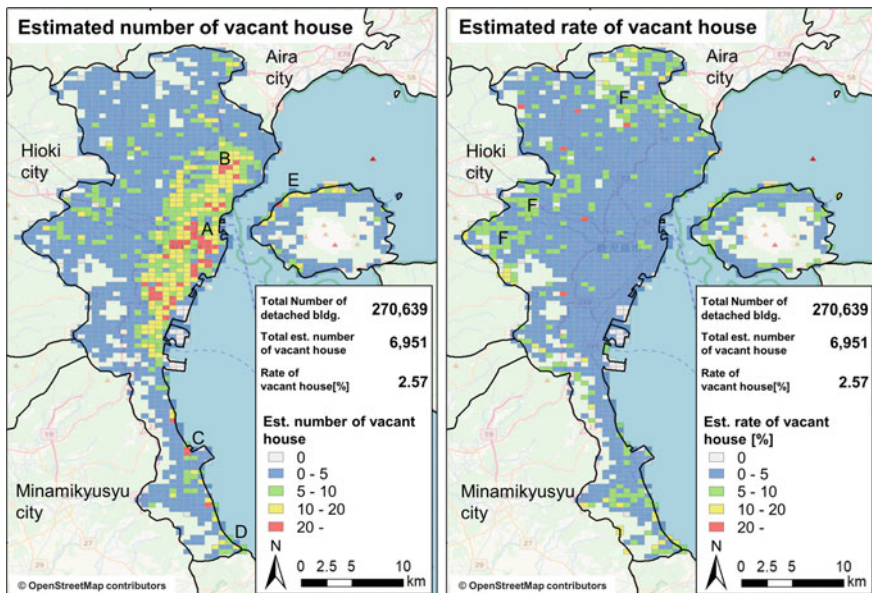 Estimated number of vacant house
Aira
city
Hioki
city
B
E
A
C
Minamikyusyu
city
D
Total Number of
detached bldg.
270,639
Total est. number
of vacant house
6,951
Rate of
vacant house[%]
2.57
Est. number of vacant
house
0
0 - 5
5 - 10
10 - 20
20 -
N
0 2.5 5 10
km
© OpenStreetMap contributors
Estimated rate of vacant house
Aira
city
F
Hioki
city
F
F
Minamikyusyu
city
Total Number of
detached bldg.
270,639
Total est. number
of vacant house
6,951
Rate of
vacant house[%]
2.57
Est. rate of vacant
house [%]
0
0 - 5
5 - 10
10 - 20
20 -
N
0 2.5 5 10
km
© OpenStreetMap contributors